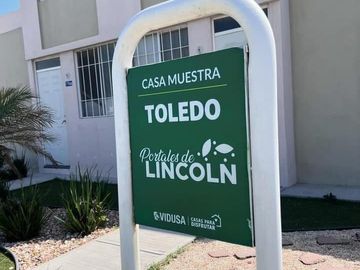 CASA MUESTRA
TOLEDO
Portales de
LINCOLN
VIDUSA
CASAS PARA
DISFRUTAR